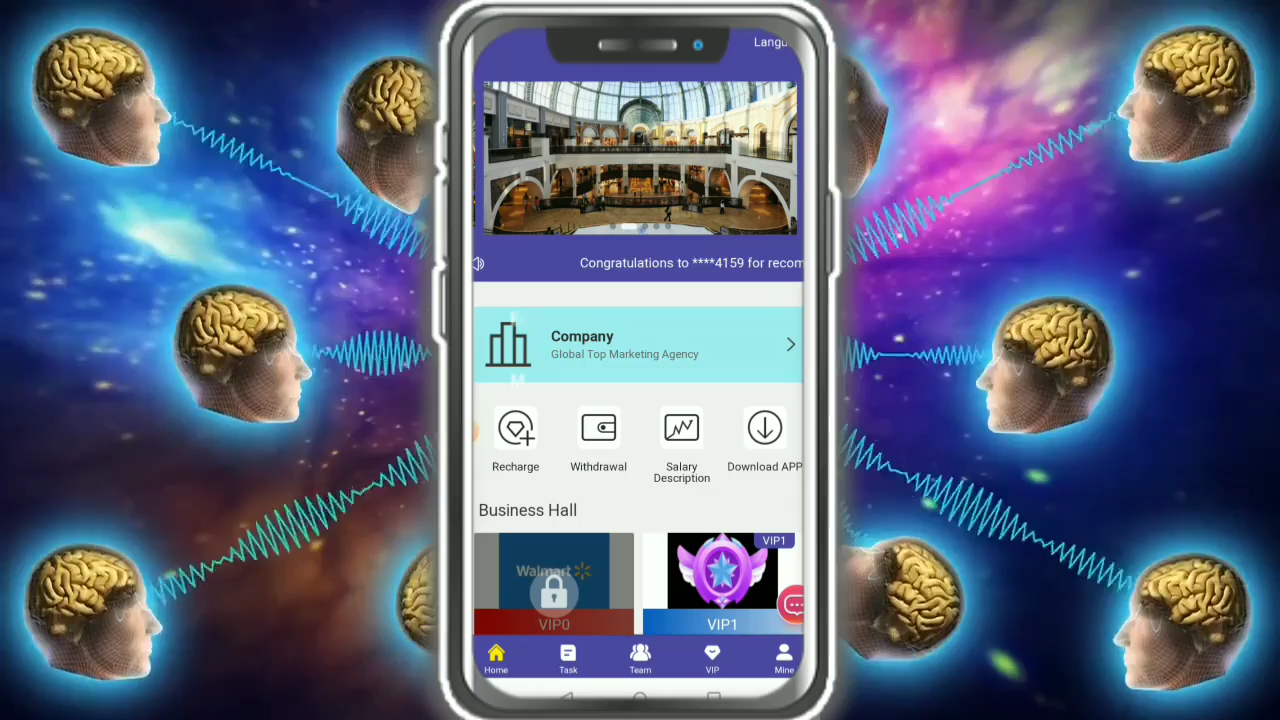 Langu
Congratulations to ****4159 for recom
Company
Global Top Marketing Agency
Recharge
Withdrawal
Salary
Description
Download APP
Business Hall
Walmart
VIP1
VIP0
VIP1
Home
Task
Team
VIP
Mine